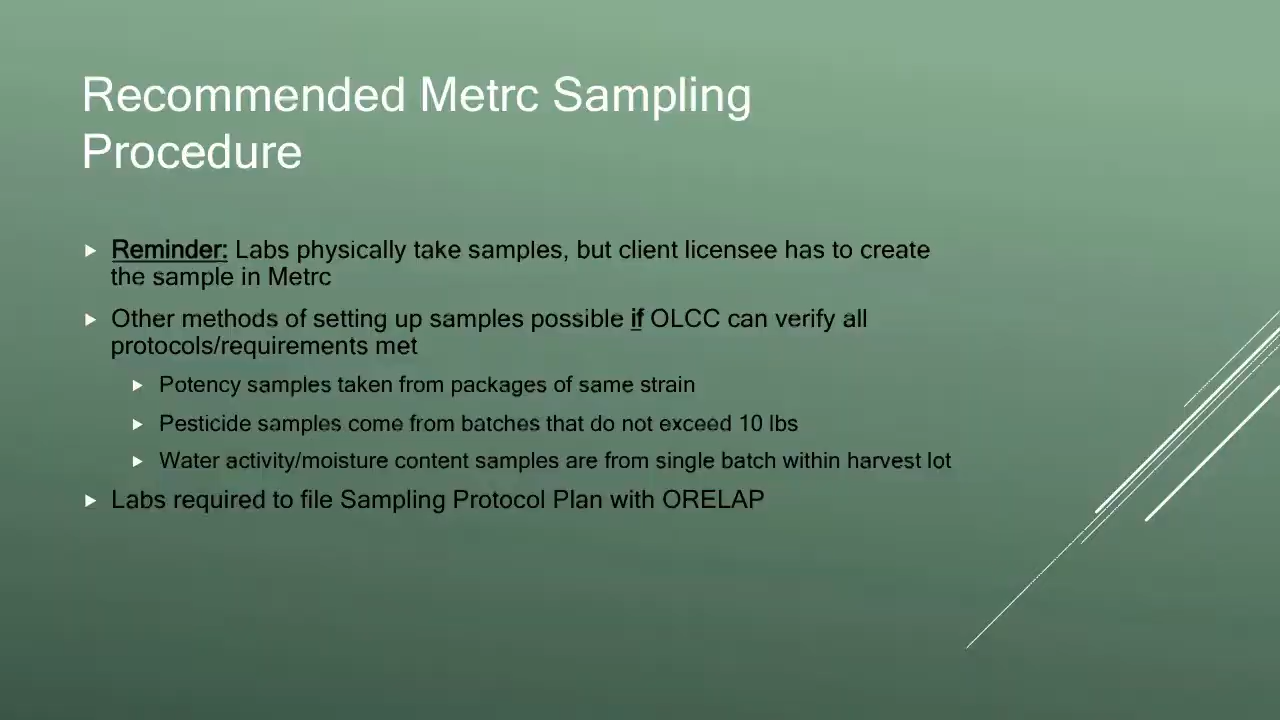 Recommended Metrc Sampling
Procedure
Reminder: Labs physically take samples, but client licensee has to create
the sample in Metrc
Other methods of setting up samples possible if OLCC can verify all
protocols/requirements met
Potency samples taken from packages of same strain
Pesticide samples come from batches that do not exceed 10 lbs
Water activity/moisture content samples are from single batch within harvest lot
Labs required to file Sampling Protocol Plan with ORELAP